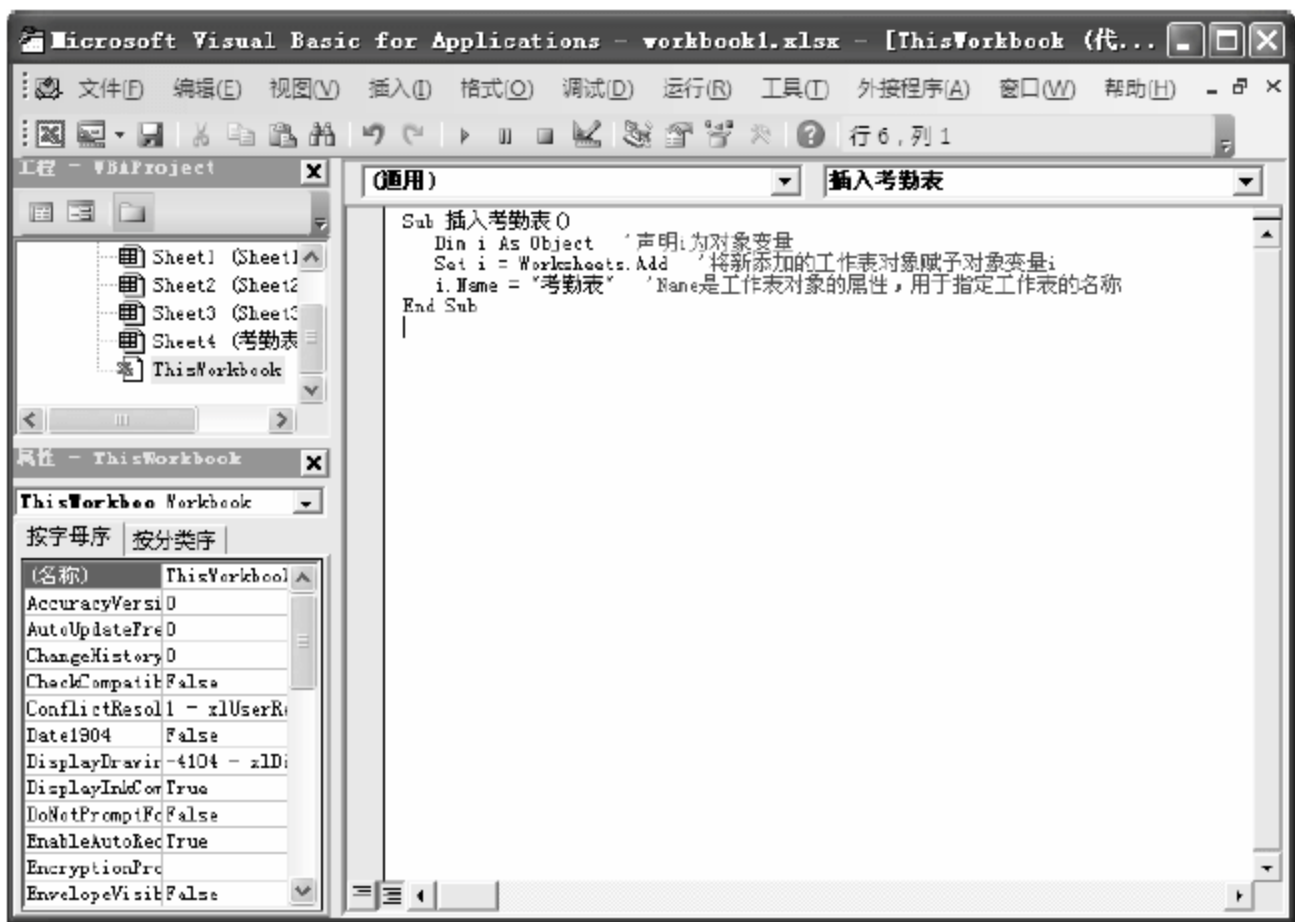 Microsoft Visual Basic for Applications - workbook1.xlsx - [ThisWorkbook (代...
文件(F) 编辑(E) 视图(V) 插入(I) 格式(O) 调试(D) 运行(R) 工具(T) 外接程序(A) 窗口(W) 帮助(H)
行 6 , 列 1
工程 - VBAProject
Sheet1 (Sheet1
Sheet2 (Sheet2
Sheet3 (Sheet3
Sheet4 (考勤表
ThisWorkbook
属性 - ThisWorkbook
ThisWorkboo Workbook
按字母序 按分类序
(名称) ThisWorkbool
AccuracyVersi 0
AutoUpdateFre 0
ChangeHistory 0
CheckCompatib False
ConflictResol 1 - xlUserRe
Date1904 False
DisplayDrawin -4104 - xlDi
DisplayInkCom True
DoNotPromptFo False
EnableAutoRec True
EncryptionPro
EnvelopeVisib False
(通用) 插入考勤表
Sub 插入考勤表()
Dim i As Object '声明i为对象变量
Set i = Worksheets.Add '将新添加的工作表对象赋予对象变量i
i.Name = "考勤表" 'Name是工作表对象的属性，用于指定工作表的名称
End Sub